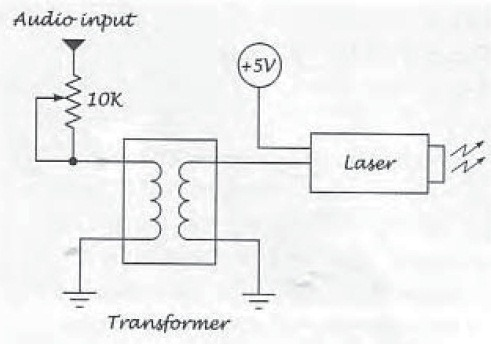 Audio input
10K
+5V
Laser
Transformer